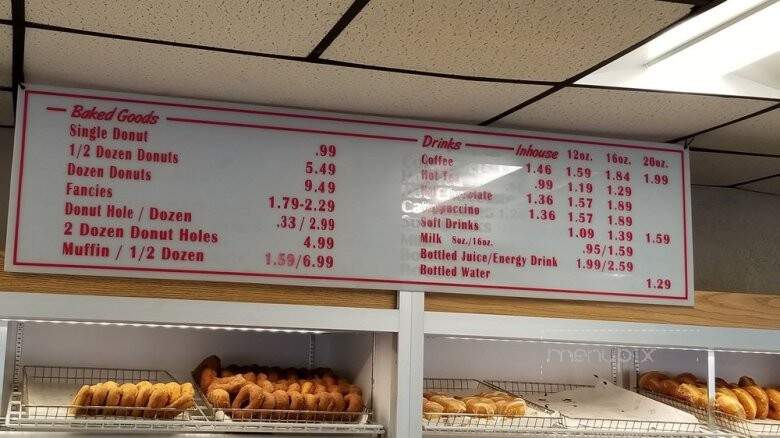 Baked Goods
Single Donut .99
1/2 Dozen Donuts 5.49
Dozen Donuts 9.49
Fancies 1.79-2.29
Donut Hole / Dozen .33 / 2.99
2 Dozen Donut Holes 4.99
Muffin / 1/2 Dozen 1.59/6.99
Drinks Inhouse 12oz. 16oz. 20oz.
Coffee 1.46 1.59 1.84 1.99
Hot .99 1.19 1.29
1.36 1.57 1.89
1.36 1.57 1.89
Soft Drinks 1.09 1.39 1.59
Milk 8oz./16oz. .95/1.59
Bottled Juice/Energy Drink 1.99/2.59
Bottled Water 1.29
menupix